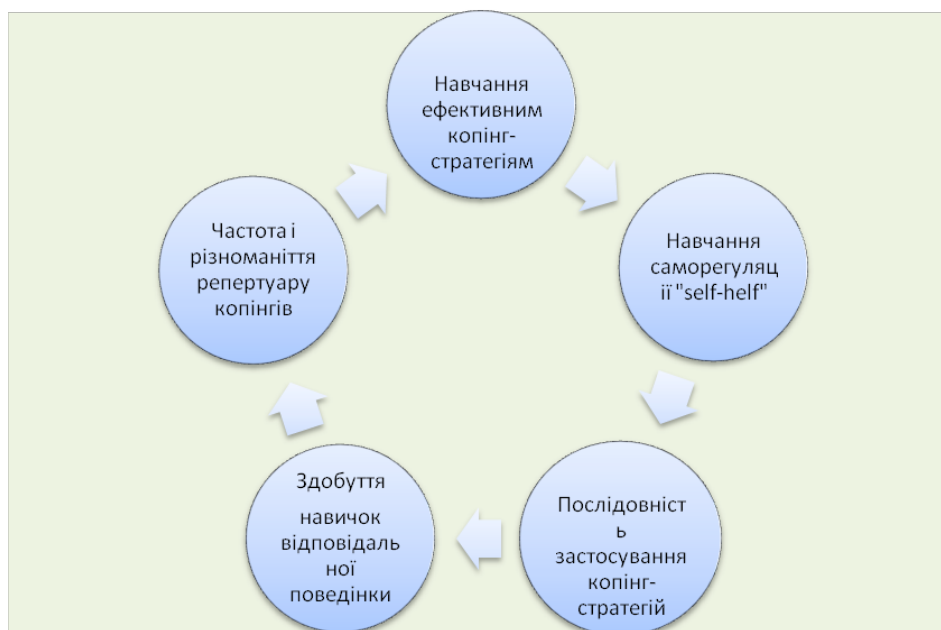 Навчання
ефективним
копінг-
стратегіям
Навчання
саморегуляц
ії "self-helf"
Послідовніст
ь
застосування
копінг-
стратегій
Здобуття
навичок
відповідаль
ної
поведінки
Частота і
різноманіття
репертуару
копінгів